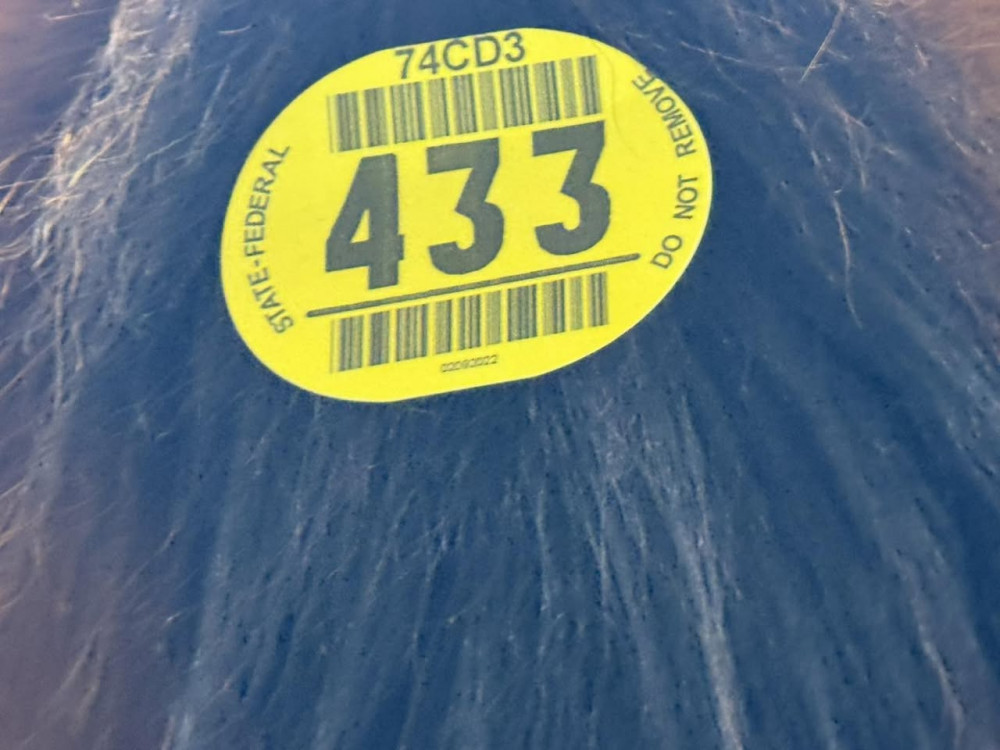 74CD3
STATE-FEDERAL
433
DO NOT REMOVE